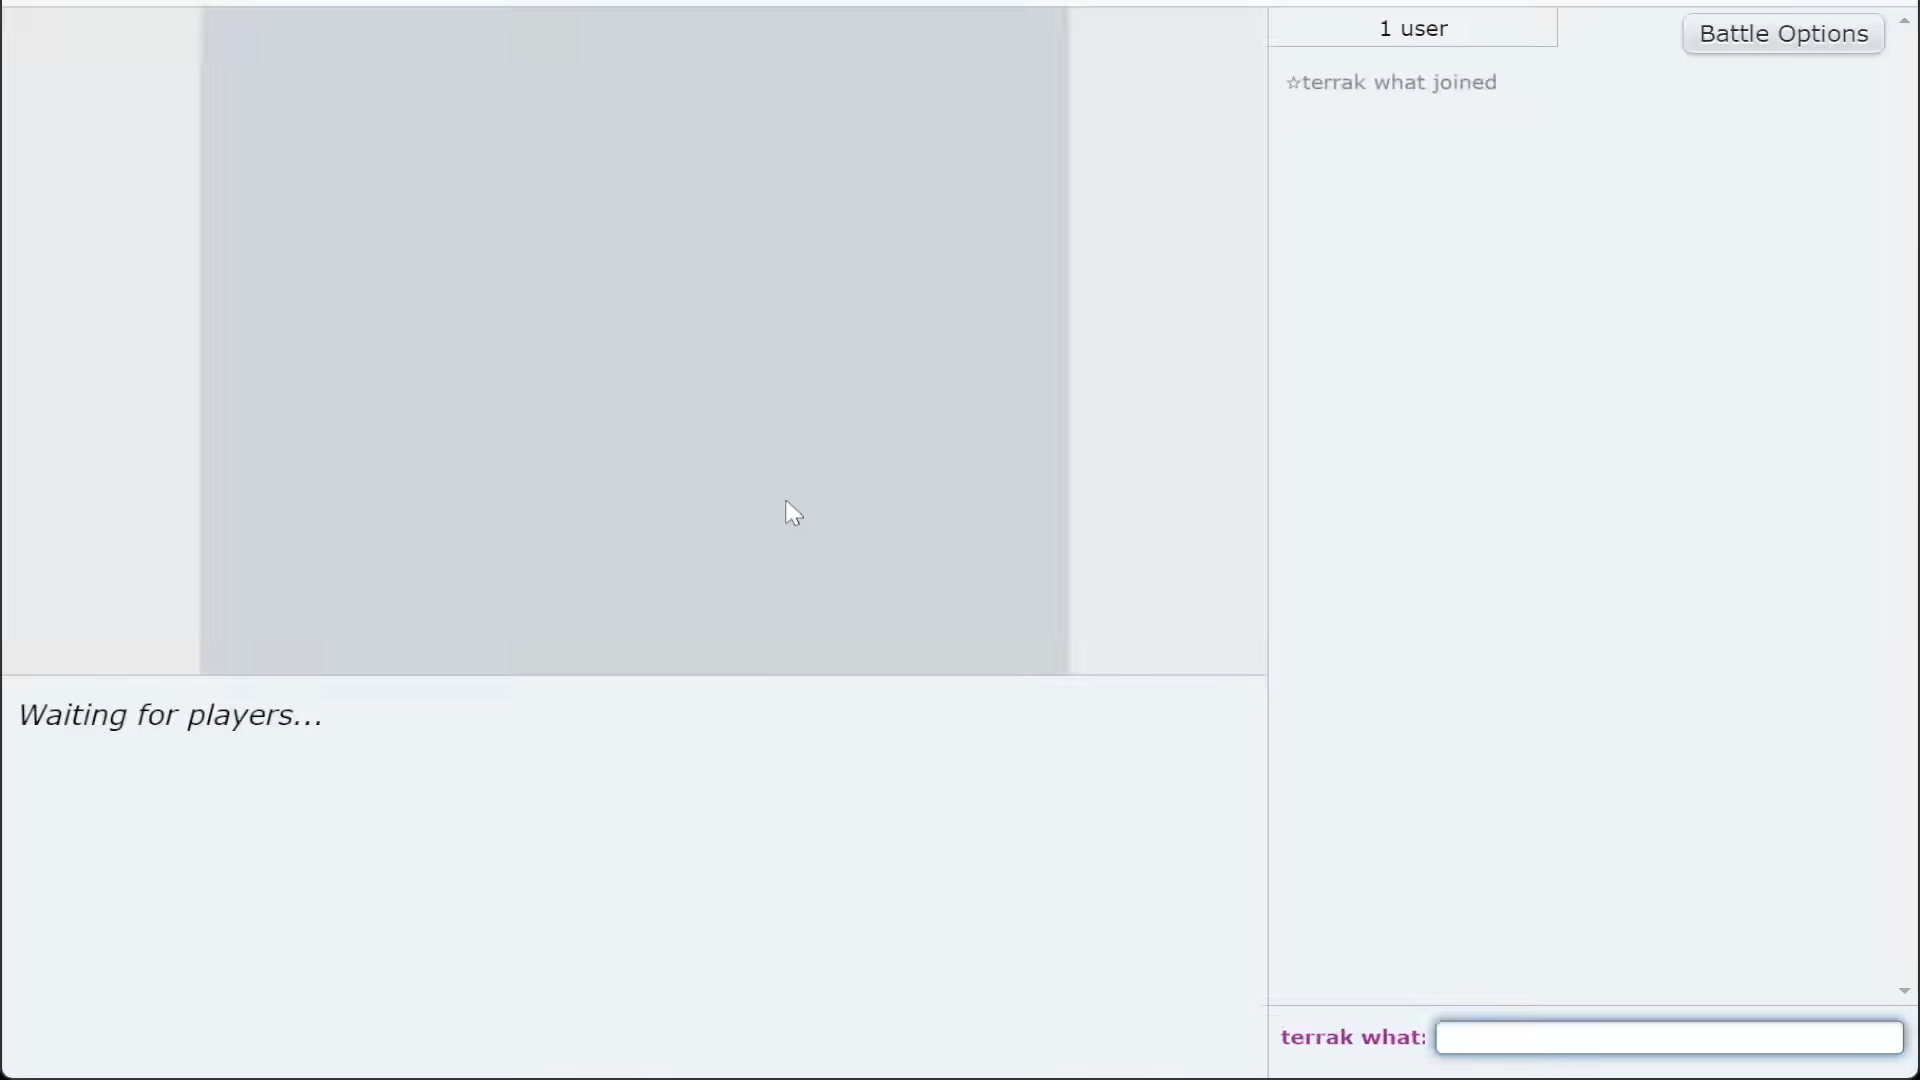 1 user
Battle Options
☆terrak what joined
Waiting for players...
terrak what: